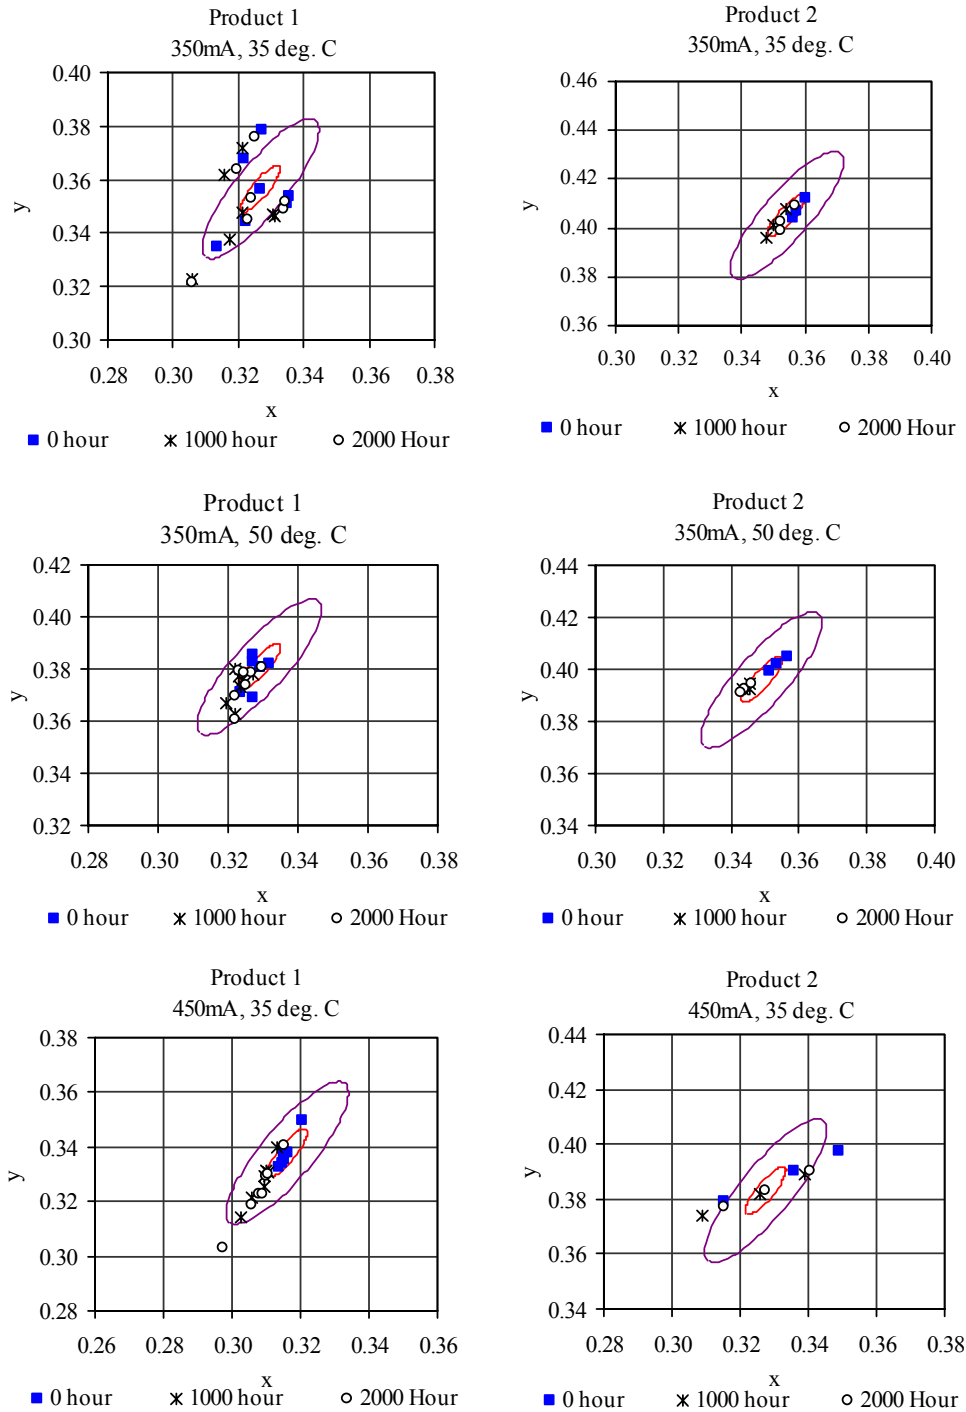 Product 1
350mA, 35 deg. C
0.40
0.38
0.36
0.34
0.32
0.30
y
0.28 0.30 0.32 0.34 0.36 0.38
x
0 hour 1000 hour 2000 Hour
Product 2
350mA, 35 deg. C
0.46
0.44
0.42
0.40
0.38
0.36
y
0.30 0.32 0.34 0.36 0.38 0.40
x
0 hour 1000 hour 2000 Hour
Product 1
350mA, 50 deg. C
0.42
0.40
0.38
0.36
0.34
0.32
y
0.28 0.30 0.32 0.34 0.36 0.38
x
0 hour 1000 hour 2000 Hour
Product 2
350mA, 50 deg. C
0.44
0.42
0.40
0.38
0.36
0.34
y
0.30 0.32 0.34 0.36 0.38 0.40
x
0 hour 1000 hour 2000 Hour
Product 1
450mA, 35 deg. C
0.38
0.36
0.34
0.32
0.30
0.28
y
0.26 0.28 0.30 0.32 0.34 0.36
x
0 hour 1000 hour 2000 Hour
Product 2
450mA, 35 deg. C
0.44
0.42
0.40
0.38
0.36
0.34
y
0.28 0.30 0.32 0.34 0.36 0.38
x
0 hour 1000 hour 2000 Hour